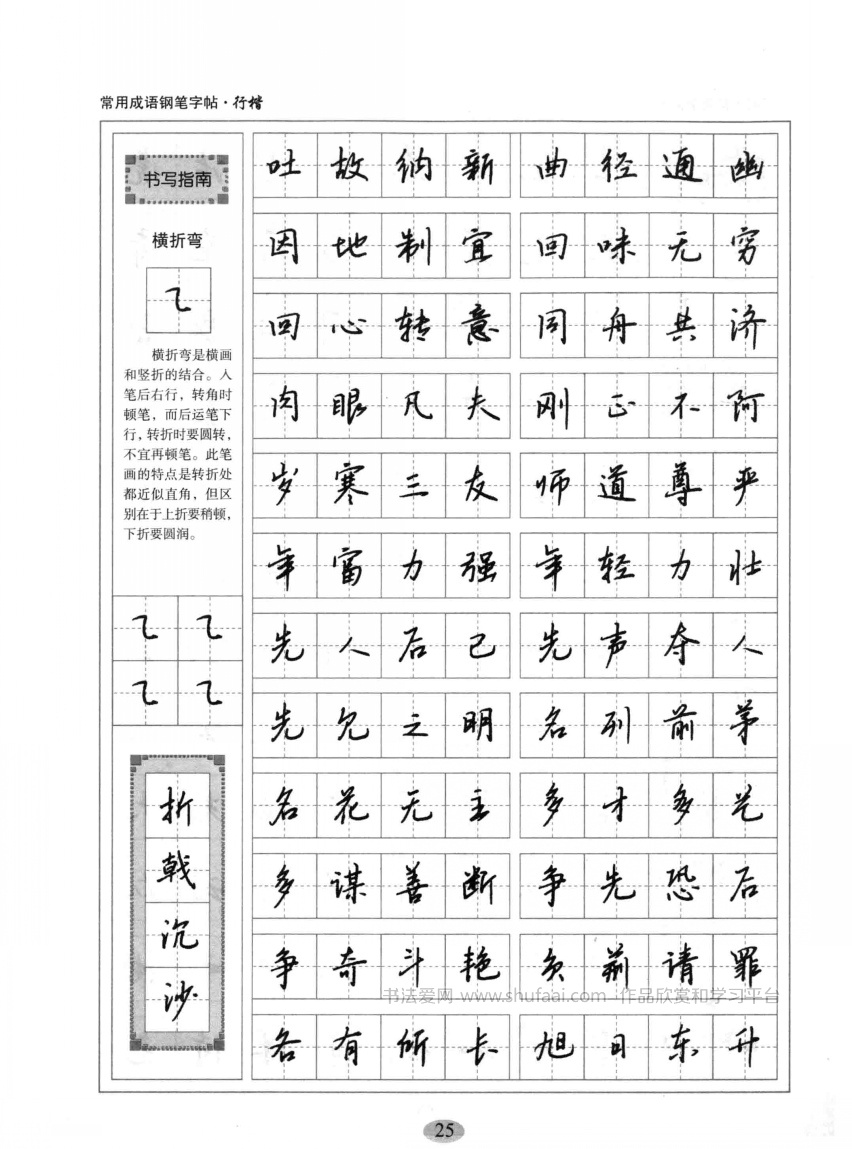 常用成语钢笔字帖·行楷
书写指南
横折弯
㇍
横折弯是横画
和竖折的结合。入
笔后右行，转角时
顿笔，而后运笔下
行，转折时要圆转，
不宜再顿笔。此笔
画的特点是转折处
都近似直角，但区
别在于上折要稍顿，
下折要圆润。
㇍ ㇍
㇍ ㇍
折
戟
沉
沙
吐故纳新 曲径通幽
因地制宜 回味无穷
回心转意 同舟共济
肉眼凡夫 刚正不阿
岁寒三友 师道尊严
年富力强 年轻力壮
先人后己 先声夺人
先见之明 名列前茅
名花无主 多才多艺
多谋善断 争先恐后
争奇斗艳 负荆请罪
书法爱网 www.shufaai.com 作品欣赏和学习平台
各有所长 旭日东升
25